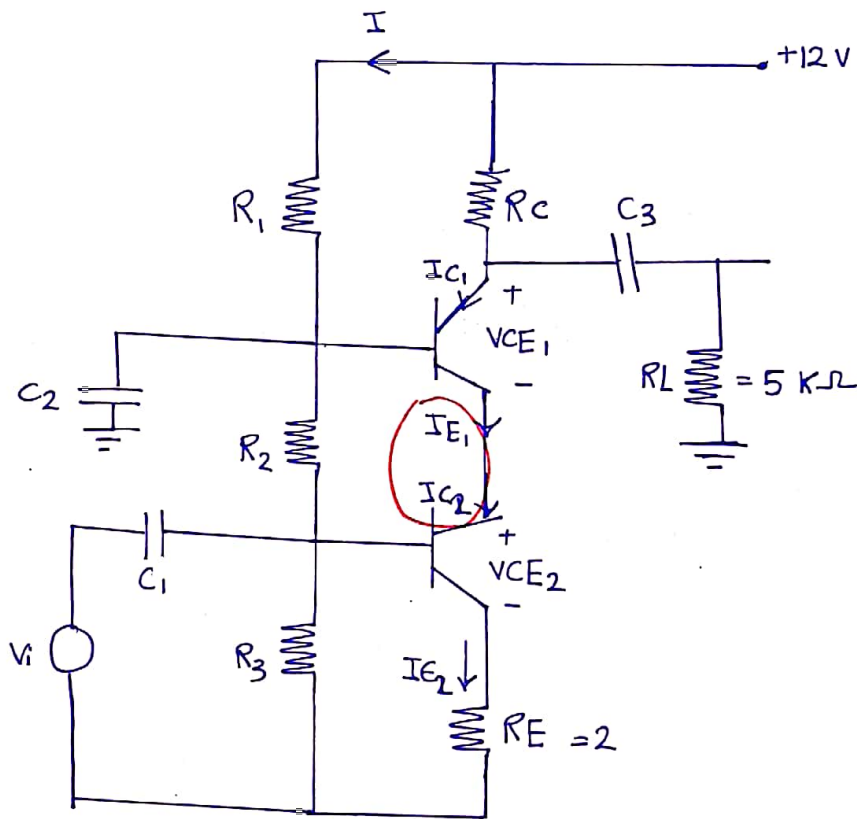 I
+12 V
R1
RC
C3
IC1
+
VCE1
-
C2
RL = 5 KΩ
IE1
R2
IC2
+
VCE2
-
C1
Vi
R3
IE2
RE = 2